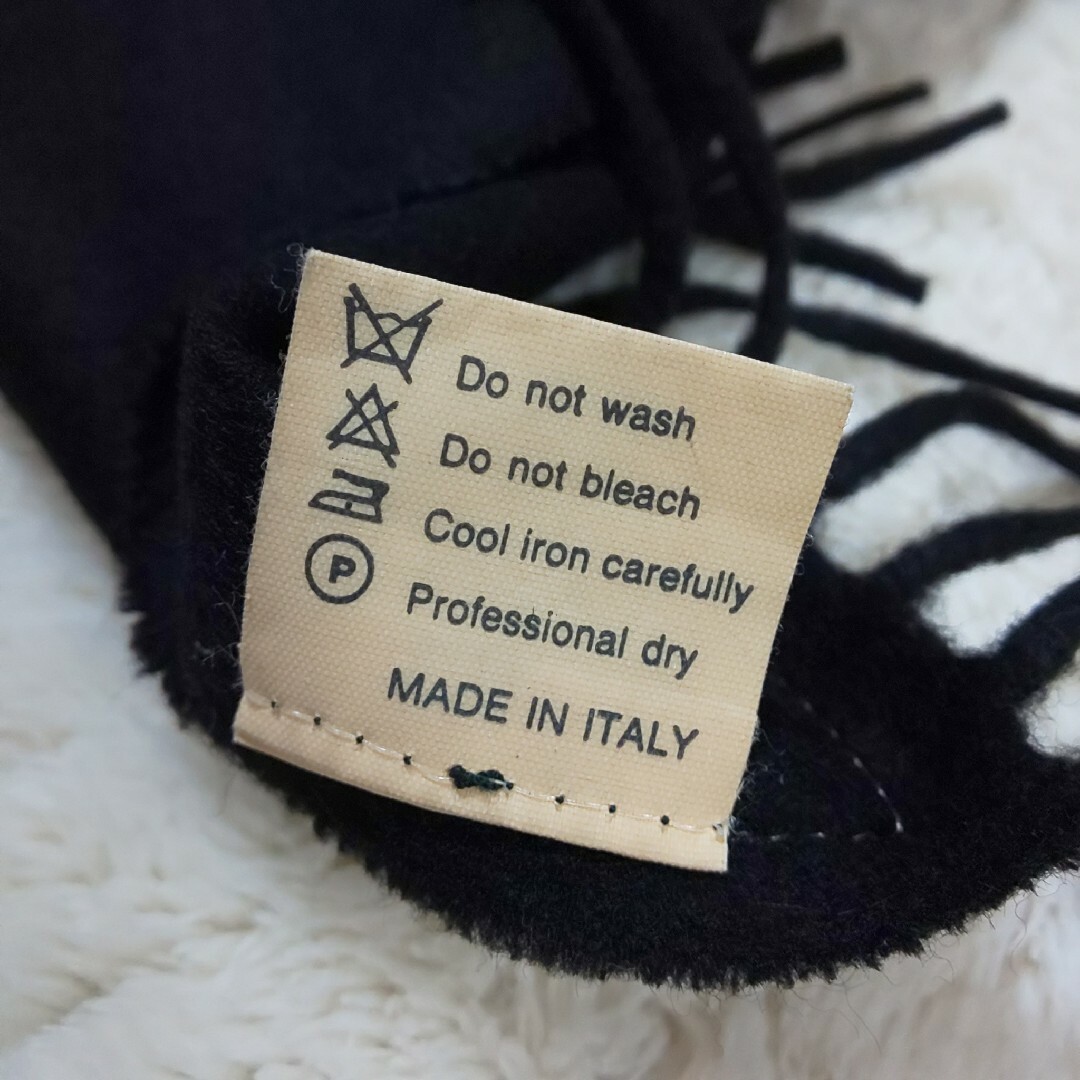 Do not wash
Do not bleach
Cool iron carefully
P Professional dry
MADE IN ITALY